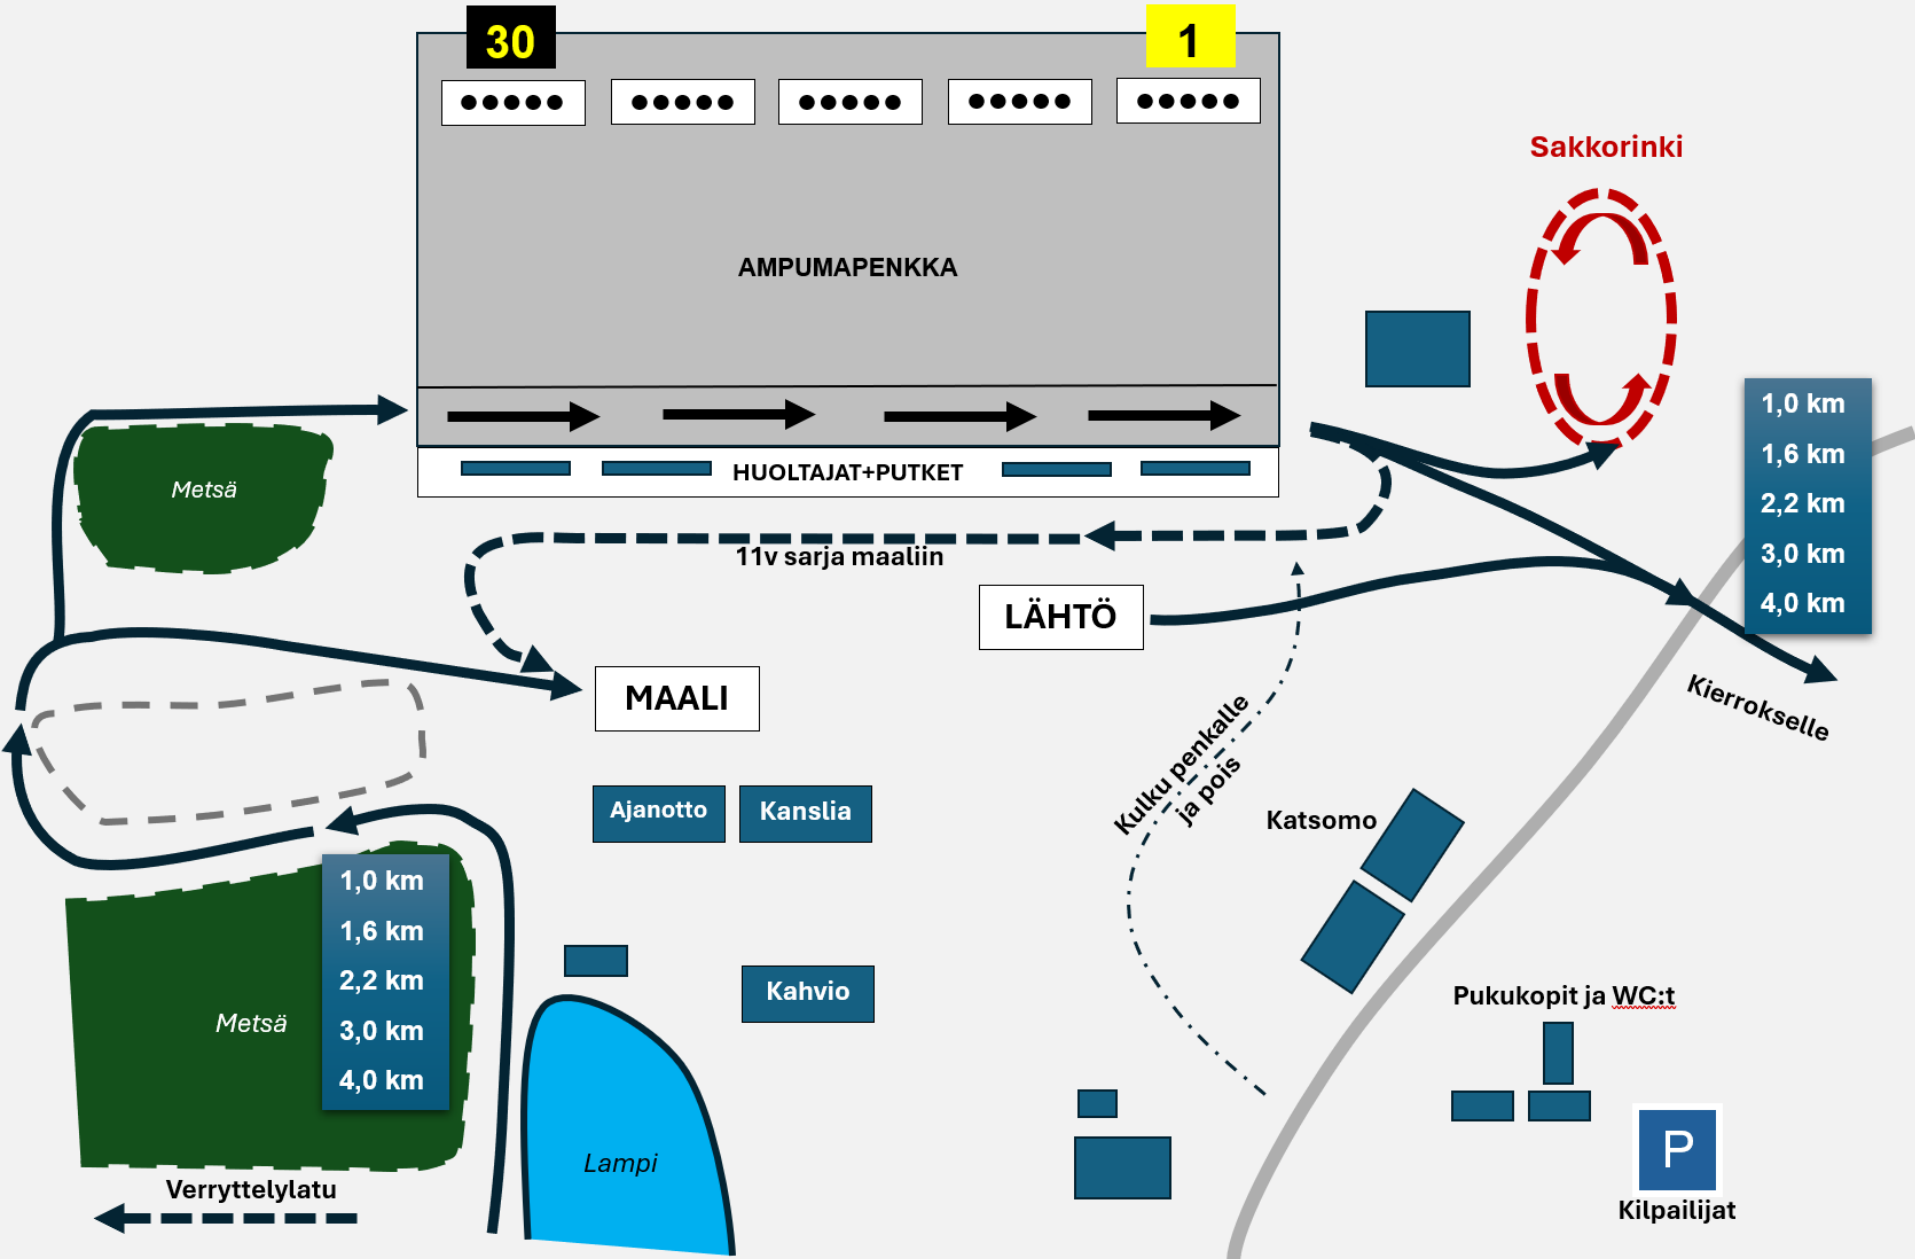 30
1
Sakkorinki
AMPUMAPENKKA
1,0 km
1,6 km
2,2 km
3,0 km
4,0 km
HUOLTAJAT+PUTKET
Metsä
11v sarja maaliin
LÄHTÖ
MAALI
Kierrokselle
Kulku penkalle
ja pois
Ajanotto
Kanslia
Katsomo
1,0 km
1,6 km
2,2 km
3,0 km
4,0 km
Metsä
Kahvio
Pukukopit ja WC:t
Lampi
P
Kilpailijat
Verryttelylatu